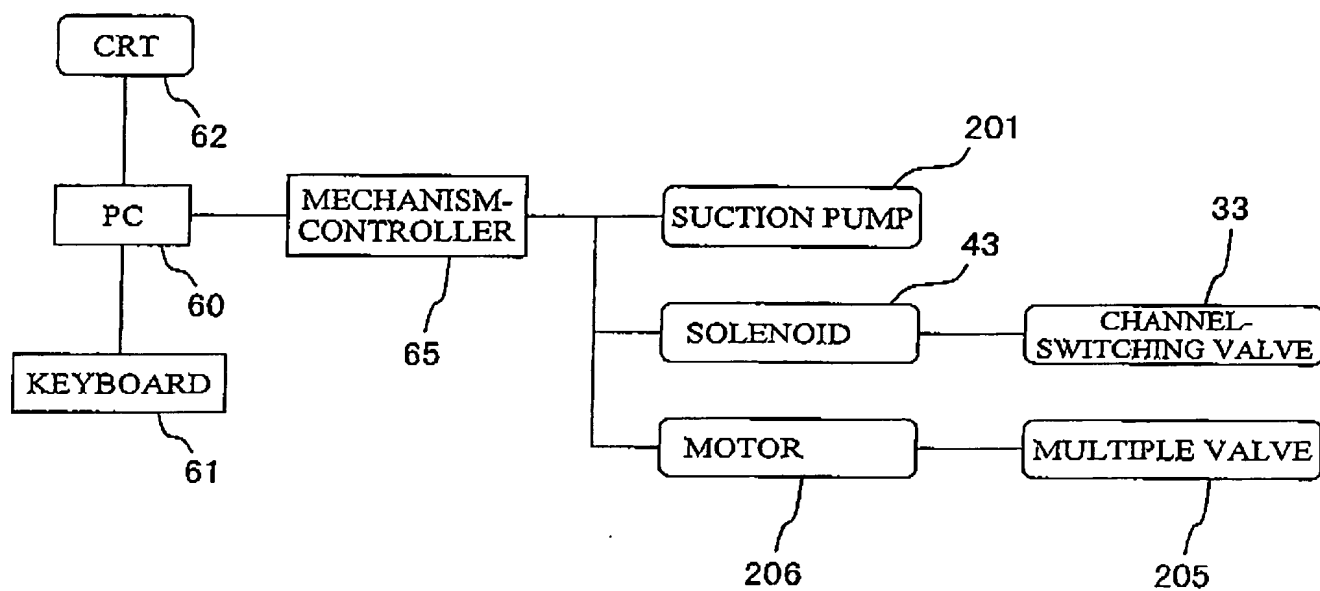 CRT
62
201
PC
MECHANISM-
CONTROLLER
SUCTION PUMP
33
43
60
65
SOLENOID
CHANNEL-
SWITCHING VALVE
KEYBOARD
61
MOTOR
MULTIPLE VALVE
206
205